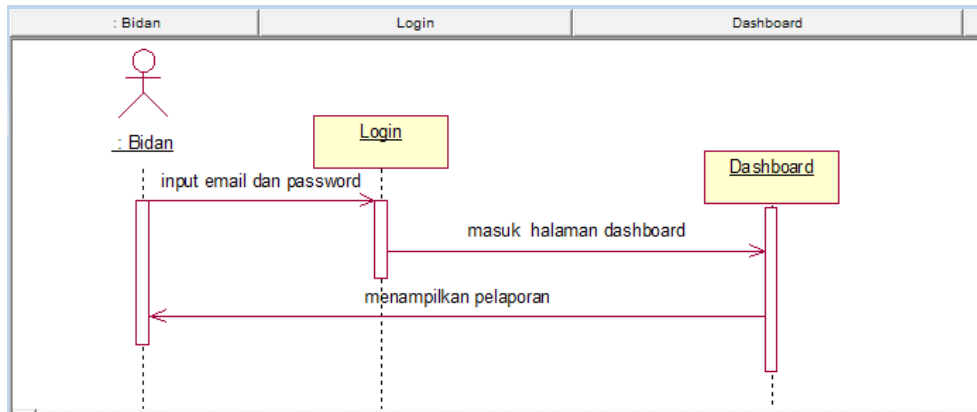 : Bidan
Login
Dashboard
: Bidan
Login
Dashboard
input email dan password
masuk halaman dashboard
menampilkan pelaporan